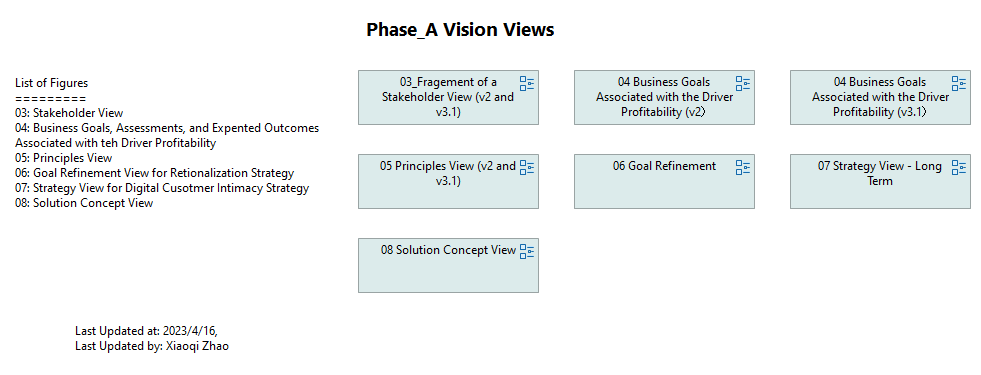 Phase_A Vision Views
List of Figures
=========
03: Stakeholder View
04: Business Goals, Assessments, and Expented Outcomes
Associated with teh Driver Profitability
05: Principles View
06: Goal Refinement View for Retionalization Strategy
07: Strategy View for Digital Cusotmer Intimacy Strategy
08: Solution Concept View
03_Fragement of a
Stakeholder View (v2 and
v3.1)
04 Business Goals
Associated with the Driver
Profitability (v2)
04 Business Goals
Associated with the Driver
Profitability (v3.1)
05 Principles View (v2 and
v3.1)
06 Goal Refinement
07 Strategy View - Long
Term
08 Solution Concept View
Last Updated at: 2023/4/16,
Last Updated by: Xiaoqi Zhao